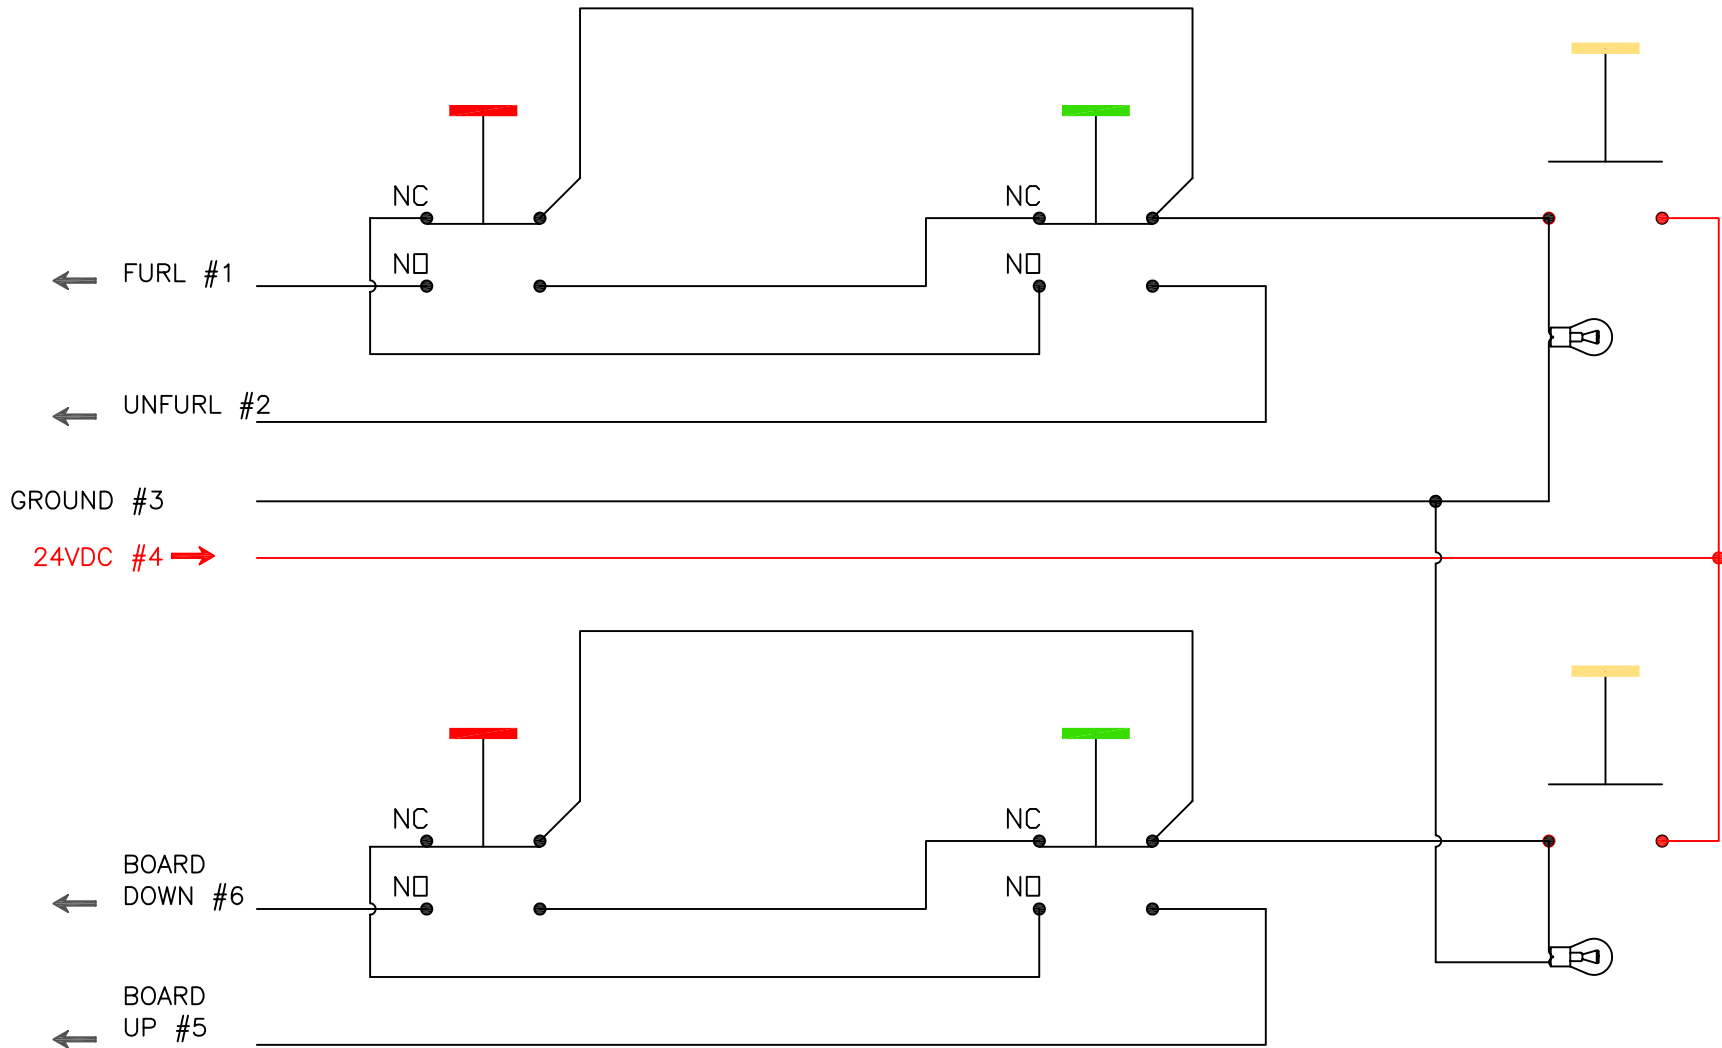 NC
NC
NO
NO
FURL #1
UNFURL #2
GROUND #3
24VDC #4
NC
NC
BOARD
DOWN #6
NO
NO
BOARD
UP #5